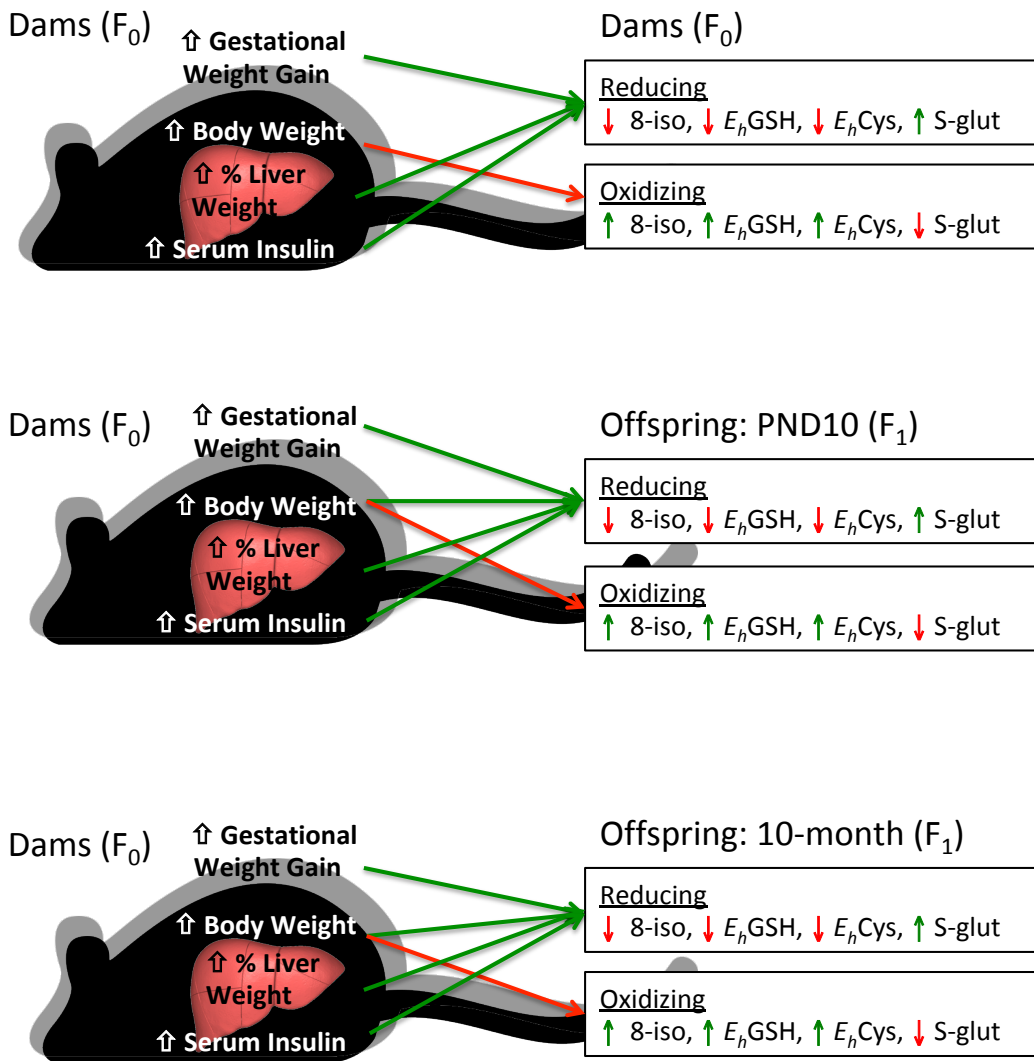 Dams (F₀)
⇧ Gestational
Weight Gain
⇧ Body Weight
⇧ % Liver
Weight
⇧ Serum Insulin
Dams (F₀)
Reducing
↓ 8-iso, ↓ EₕGSH, ↓ EₕCys, ↑ S-glut
Oxidizing
↑ 8-iso, ↑ EₕGSH, ↑ EₕCys, ↓ S-glut
Dams (F₀)
⇧ Gestational
Weight Gain
⇧ Body Weight
⇧ % Liver
Weight
⇧ Serum Insulin
Offspring: PND10 (F₁)
Reducing
↓ 8-iso, ↓ EₕGSH, ↓ EₕCys, ↑ S-glut
Oxidizing
↑ 8-iso, ↑ EₕGSH, ↑ EₕCys, ↓ S-glut
Dams (F₀)
⇧ Gestational
Weight Gain
⇧ Body Weight
⇧ % Liver
Weight
⇧ Serum Insulin
Offspring: 10-month (F₁)
Reducing
↓ 8-iso, ↓ EₕGSH, ↓ EₕCys, ↑ S-glut
Oxidizing
↑ 8-iso, ↑ EₕGSH, ↑ EₕCys, ↓ S-glut